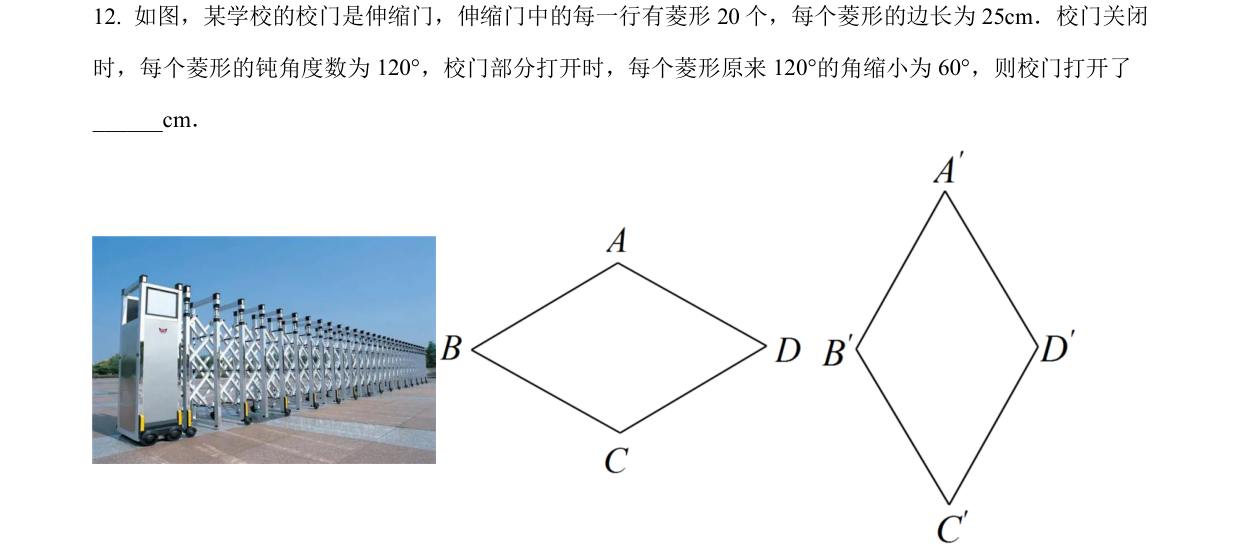 12. 如图，某学校的校门是伸缩门，伸缩门中的每一行有菱形 20 个，每个菱形的边长为 25cm．校门关闭
时，每个菱形的钝角度数为 120°，校门部分打开时，每个菱形原来 120°的角缩小为 60°，则校门打开了
______cm．
A
B
D
C
A′
B′
D′
C′